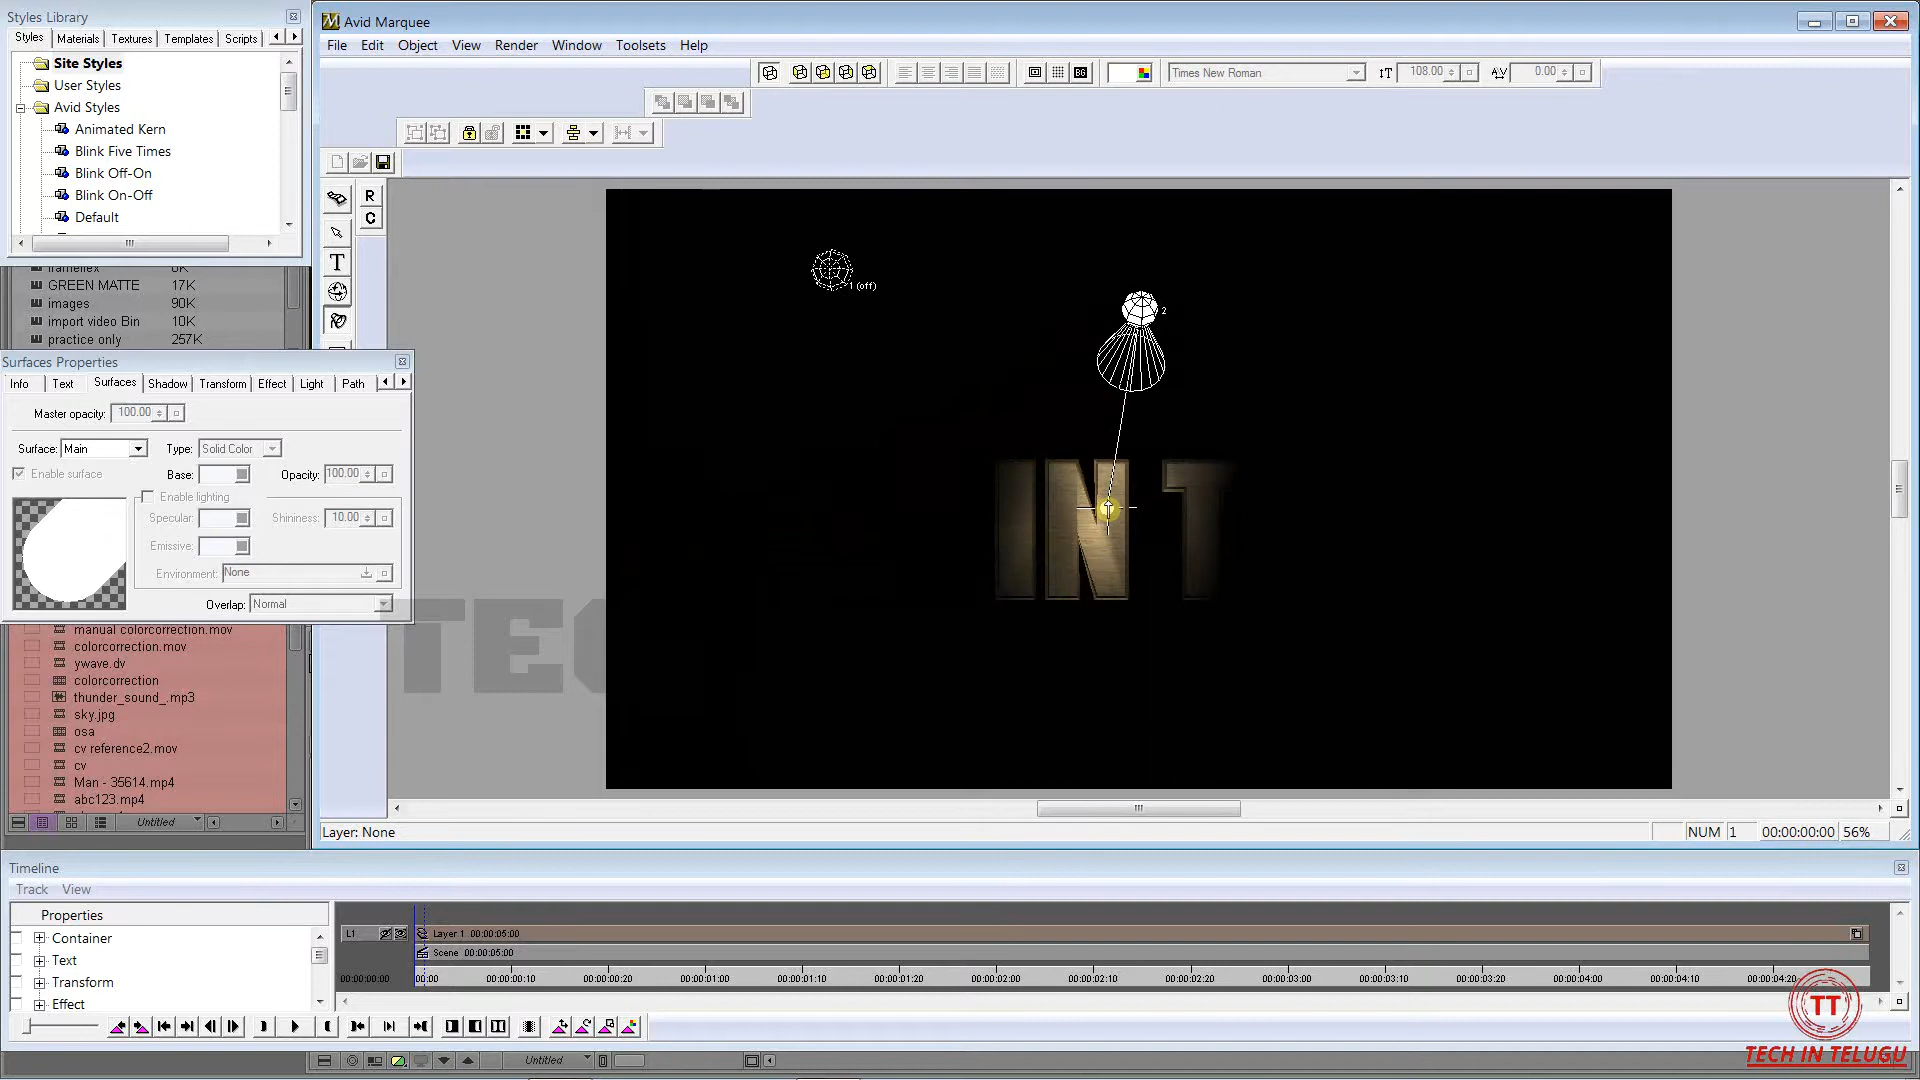 Styles Library
Styles Materials Textures Templates Scripts
Site Styles
User Styles
Avid Styles
Animated Kern
Blink Five Times
Blink Off-On
Blink On-Off
Default
Avid Marquee
File Edit Object View Render Window Toolsets Help
Times New Roman 108.00 0.00
R
C
T
frameflex 0K
GREEN MATTE 17K
images 90K
import video Bin 10K
practice only 257K
Surfaces Properties
Info Text Surfaces Shadow Transform Effect Light Path
Master opacity: 100.00
Surface: Main Type: Solid Color
Enable surface Base: Opacity: 100.00
Enable lighting
Specular: Shininess: 10.00
Emissive:
Environment: None
Overlap: Normal
1 (off)
2
IN T
TEC
manual colorcorrection.mov
colorcorrection.mov
ywave.dv
colorcorrection
thunder_sound_.mp3
sky.jpg
osa
cv reference2.mov
cv
Man - 35614.mp4
abc123.mp4
Untitled
Layer: None NUM 1 00:00:00:00 56%
Timeline
Track View
Properties
Container
Text
Transform
Effect
L1 Layer 1 00:00:05:00
Scene 00:00:05:00
00:00:00:00 00:00 00:00:00:10 00:00:00:20 00:00:01:00 00:00:01:10 00:00:01:20 00:00:02:00 00:00:02:10 00:00:02:20 00:00:03:00 00:00:03:10 00:00:03:20 00:00:04:00 00:00:04:10 00:00:04:20
Untitled
TT
TECH IN TELUGU